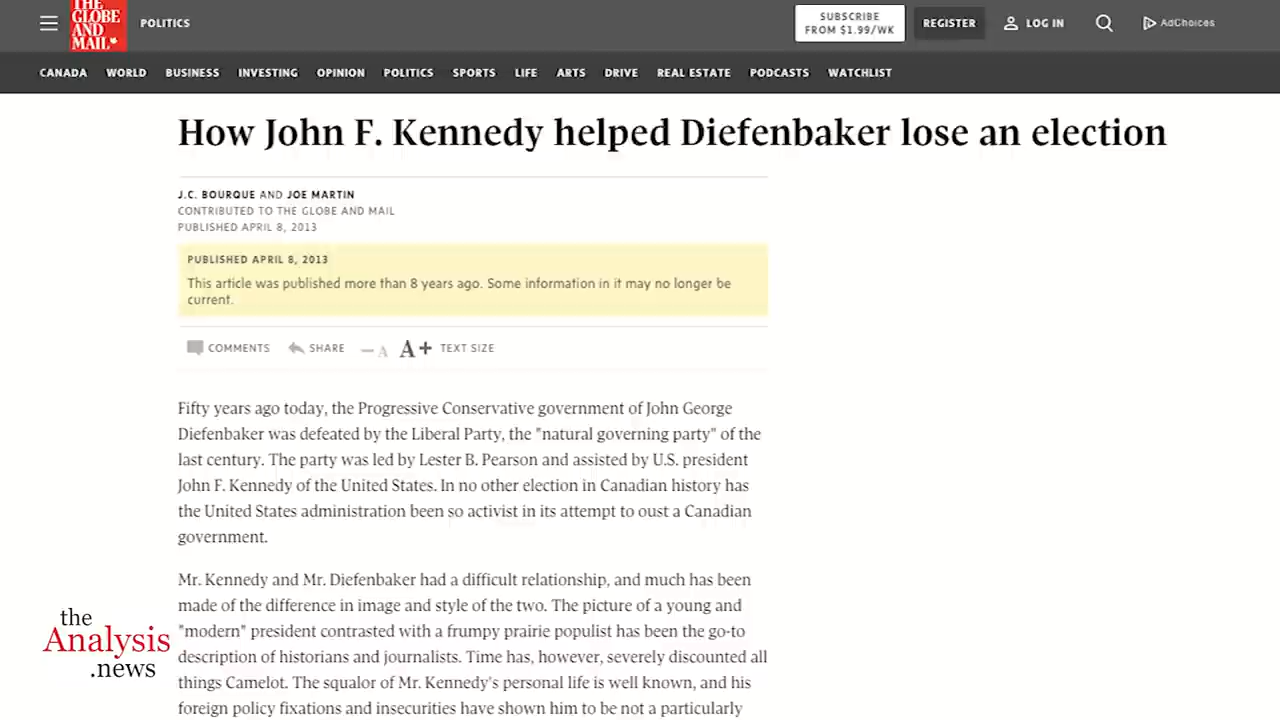 THE
GLOBE
AND
MAIL
POLITICS
SUBSCRIBE
FROM $1.99/WK
REGISTER
LOG IN
AdChoices
CANADA WORLD BUSINESS INVESTING OPINION POLITICS SPORTS LIFE ARTS DRIVE REAL ESTATE PODCASTS WATCHLIST
How John F. Kennedy helped Diefenbaker lose an election
J.C. BOURQUE AND JOE MARTIN
CONTRIBUTED TO THE GLOBE AND MAIL
PUBLISHED APRIL 8, 2013
PUBLISHED APRIL 8, 2013
This article was published more than 8 years ago. Some information in it may no longer be
current.
COMMENTS SHARE — A A+ TEXT SIZE
Fifty years ago today, the Progressive Conservative government of John George
Diefenbaker was defeated by the Liberal Party, the "natural governing party" of the
last century. The party was led by Lester B. Pearson and assisted by U.S. president
John F. Kennedy of the United States. In no other election in Canadian history has
the United States administration been so activist in its attempt to oust a Canadian
government.
Mr. Kennedy and Mr. Diefenbaker had a difficult relationship, and much has been
made of the difference in image and style of the two. The picture of a young and
"modern" president contrasted with a frumpy prairie populist has been the go-to
description of historians and journalists. Time has, however, severely discounted all
things Camelot. The squalor of Mr. Kennedy's personal life is well known, and his
foreign policy fixations and insecurities have shown him to be not a particularly
the
Analysis
.news